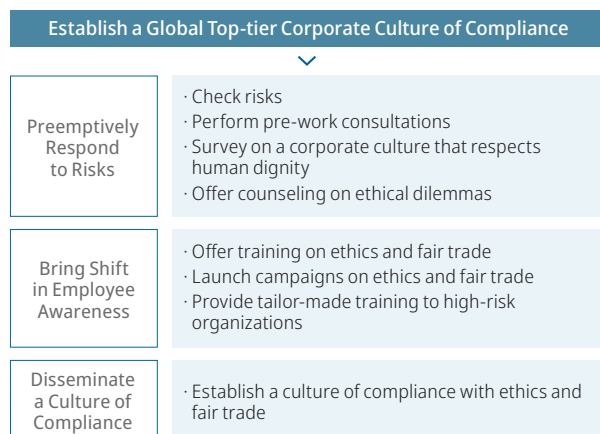 Establish a Global Top-tier Corporate Culture of Compliance
Preemptively
Respond
to Risks
· Check risks
· Perform pre-work consultations
· Survey on a corporate culture that respects
human dignity
· Offer counseling on ethical dilemmas
Bring Shift
in Employee
Awareness
· Offer training on ethics and fair trade
· Launch campaigns on ethics and fair trade
· Provide tailor-made training to high-risk
organizations
Disseminate
a Culture of
Compliance
· Establish a culture of compliance with ethics and
fair trade